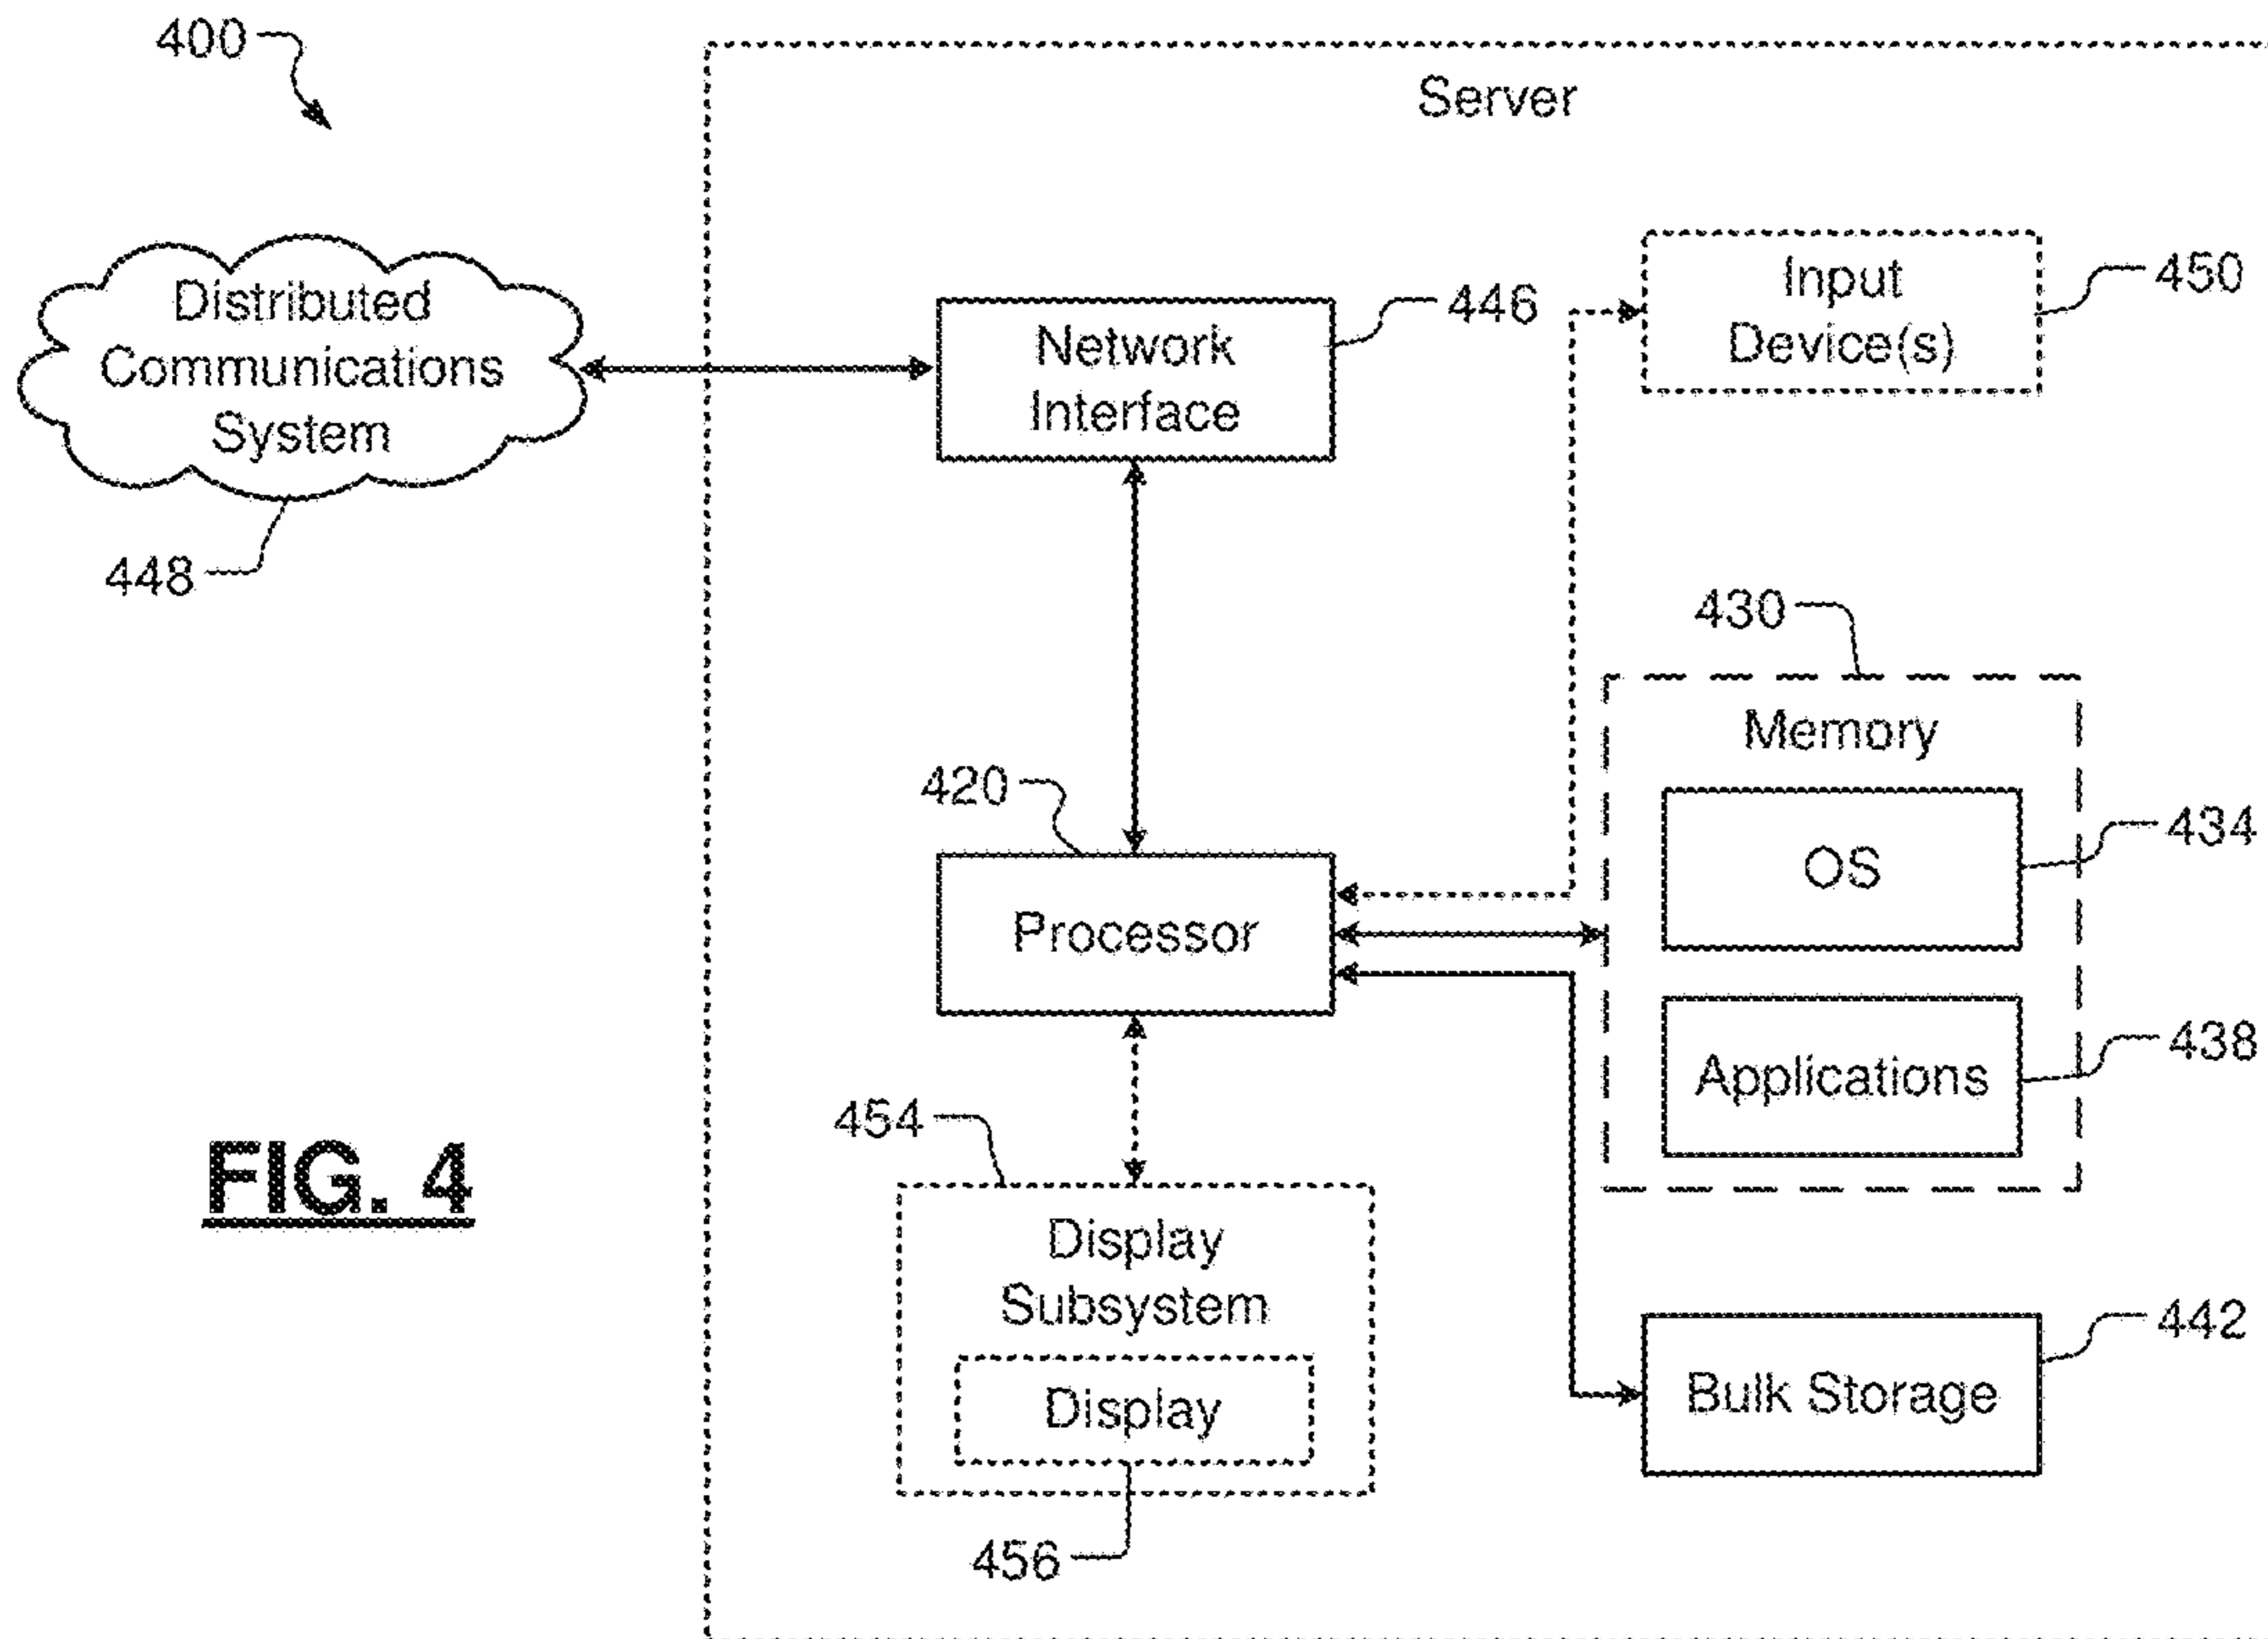 400
Server
Distributed
Communications
System
448
Network
Interface
446
Input
Device(s)
450
430
Memory
OS
434
Applications
438
420
Processor
454
Display
Subsystem
Display
456
Bulk Storage
442
FIG. 4